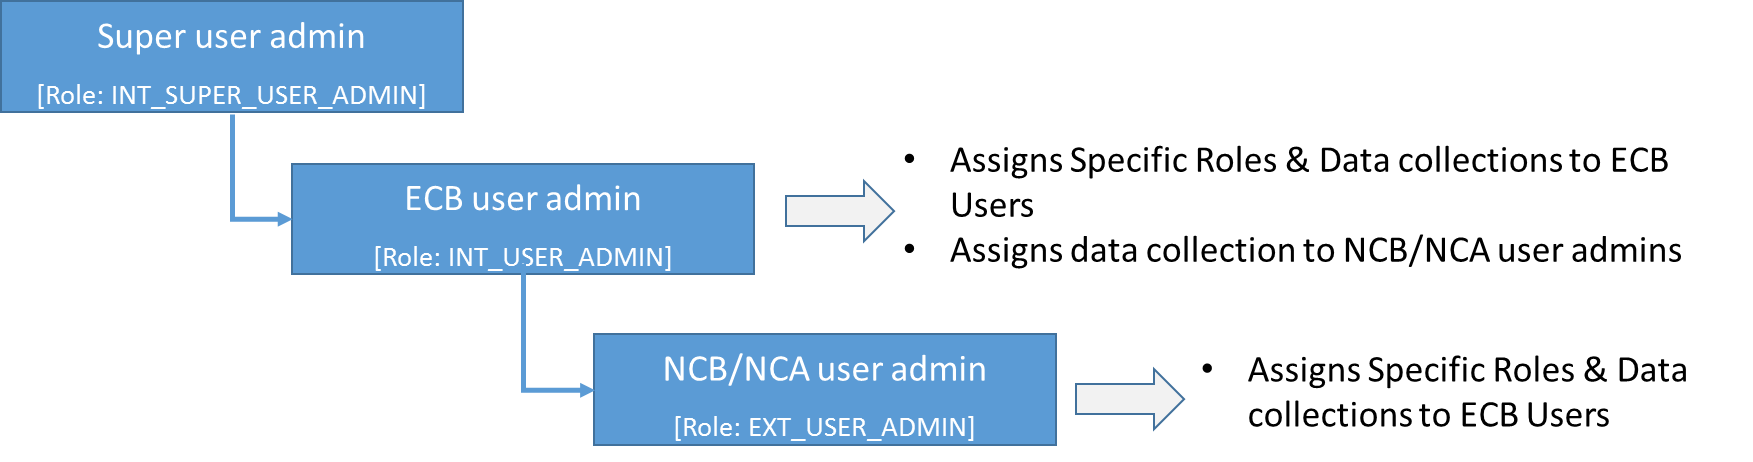 Super user admin
[Role: INT_SUPER_USER_ADMIN]
ECB user admin
[Role: INT_USER_ADMIN]
• Assigns Specific Roles & Data collections to ECB
Users
• Assigns data collection to NCB/NCA user admins
NCB/NCA user admin
[Role: EXT_USER_ADMIN]
• Assigns Specific Roles & Data
collections to ECB Users